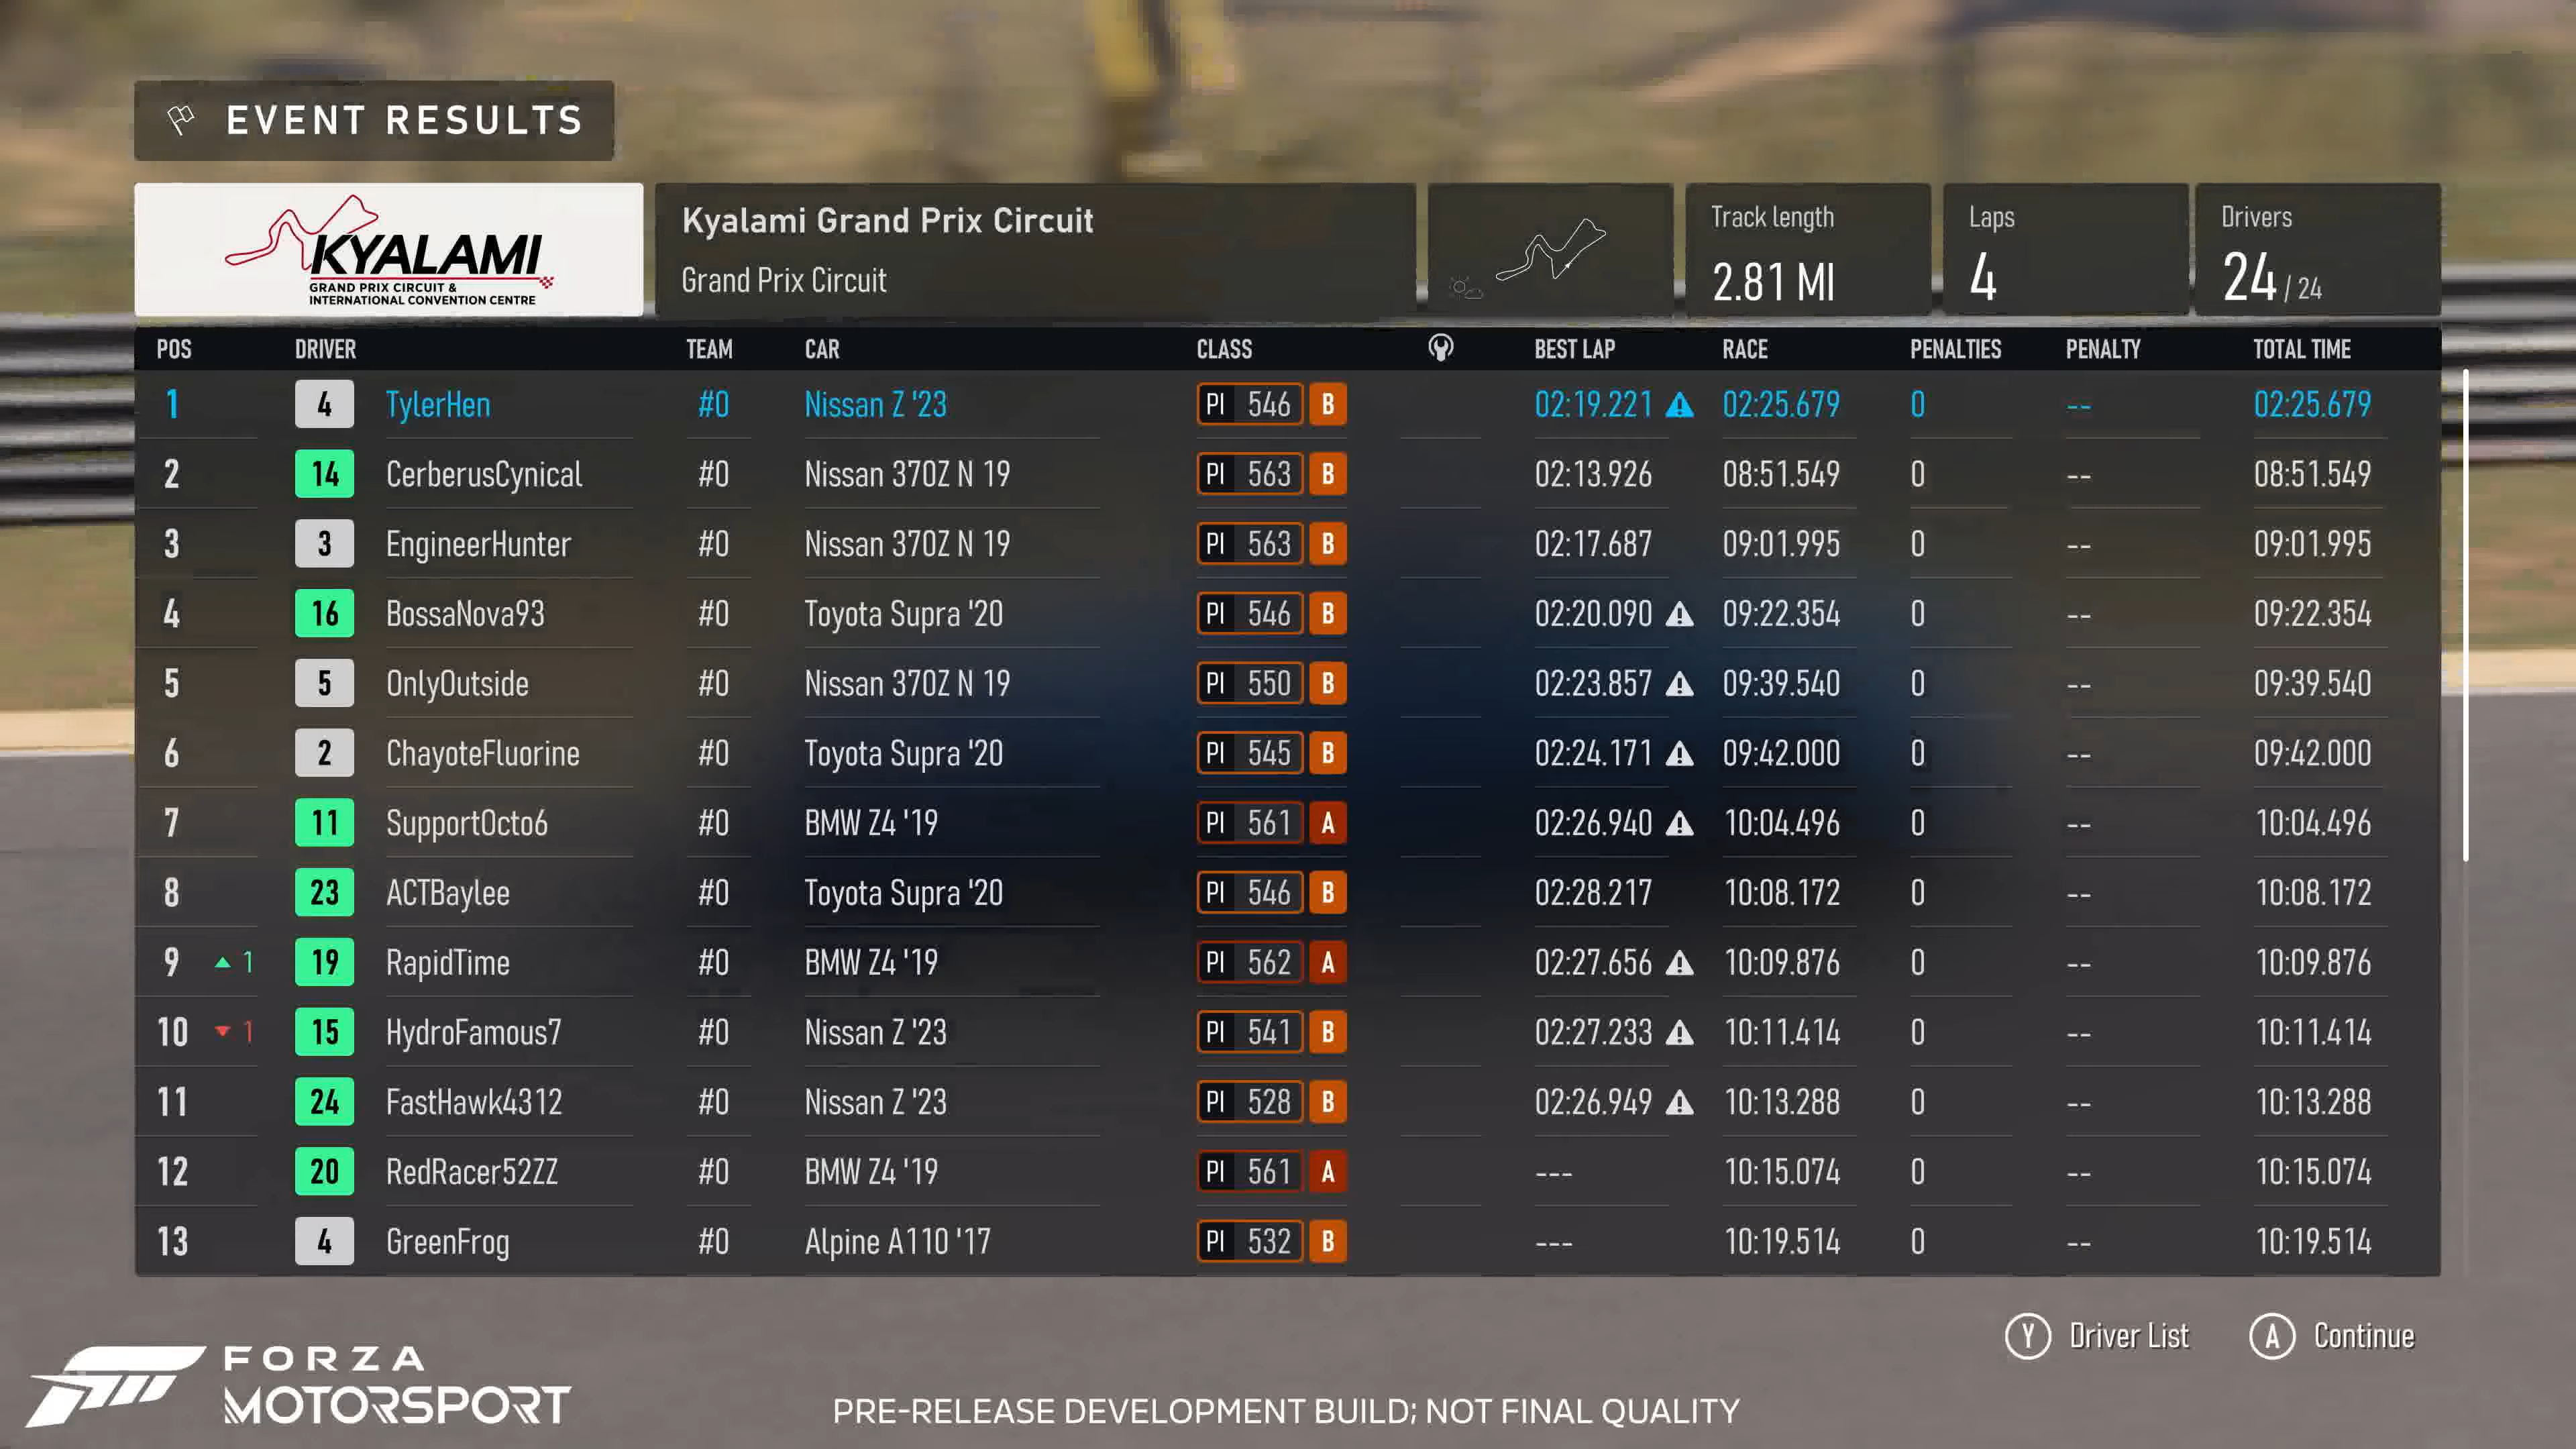 EVENT RESULTS
KYALAMI
GRAND PRIX CIRCUIT &
INTERNATIONAL CONVENTION CENTRE
Kyalami Grand Prix Circuit
Grand Prix Circuit
Track length
2.81 MI
Laps
4
Drivers
24 / 24
POS DRIVER TEAM CAR CLASS BEST LAP RACE PENALTIES PENALTY TOTAL TIME
1 4 TylerHen #0 Nissan Z '23 PI 546 B 02:19.221 02:25.679 0 -- 02:25.679
2 14 CerberusCynical #0 Nissan 370Z N 19 PI 563 B 02:13.926 08:51.549 0 -- 08:51.549
3 3 EngineerHunter #0 Nissan 370Z N 19 PI 563 B 02:17.687 09:01.995 0 -- 09:01.995
4 16 BossaNova93 #0 Toyota Supra '20 PI 546 B 02:20.090 09:22.354 0 -- 09:22.354
5 5 OnlyOutside #0 Nissan 370Z N 19 PI 550 B 02:23.857 09:39.540 0 -- 09:39.540
6 2 ChayoteFluorine #0 Toyota Supra '20 PI 545 B 02:24.171 09:42.000 0 -- 09:42.000
7 11 SupportOcto6 #0 BMW Z4 '19 PI 561 A 02:26.940 10:04.496 0 -- 10:04.496
8 23 ACTBaylee #0 Toyota Supra '20 PI 546 B 02:28.217 10:08.172 0 -- 10:08.172
9 ▲ 1 19 RapidTime #0 BMW Z4 '19 PI 562 A 02:27.656 10:09.876 0 -- 10:09.876
10 ▼ 1 15 HydroFamous7 #0 Nissan Z '23 PI 541 B 02:27.233 10:11.414 0 -- 10:11.414
11 24 FastHawk4312 #0 Nissan Z '23 PI 528 B 02:26.949 10:13.288 0 -- 10:13.288
12 20 RedRacer52ZZ #0 BMW Z4 '19 PI 561 A --- 10:15.074 0 -- 10:15.074
13 4 GreenFrog #0 Alpine A110 '17 PI 532 B --- 10:19.514 0 -- 10:19.514
Y Driver List A Continue
FORZA
MOTORSPORT
PRE-RELEASE DEVELOPMENT BUILD; NOT FINAL QUALITY